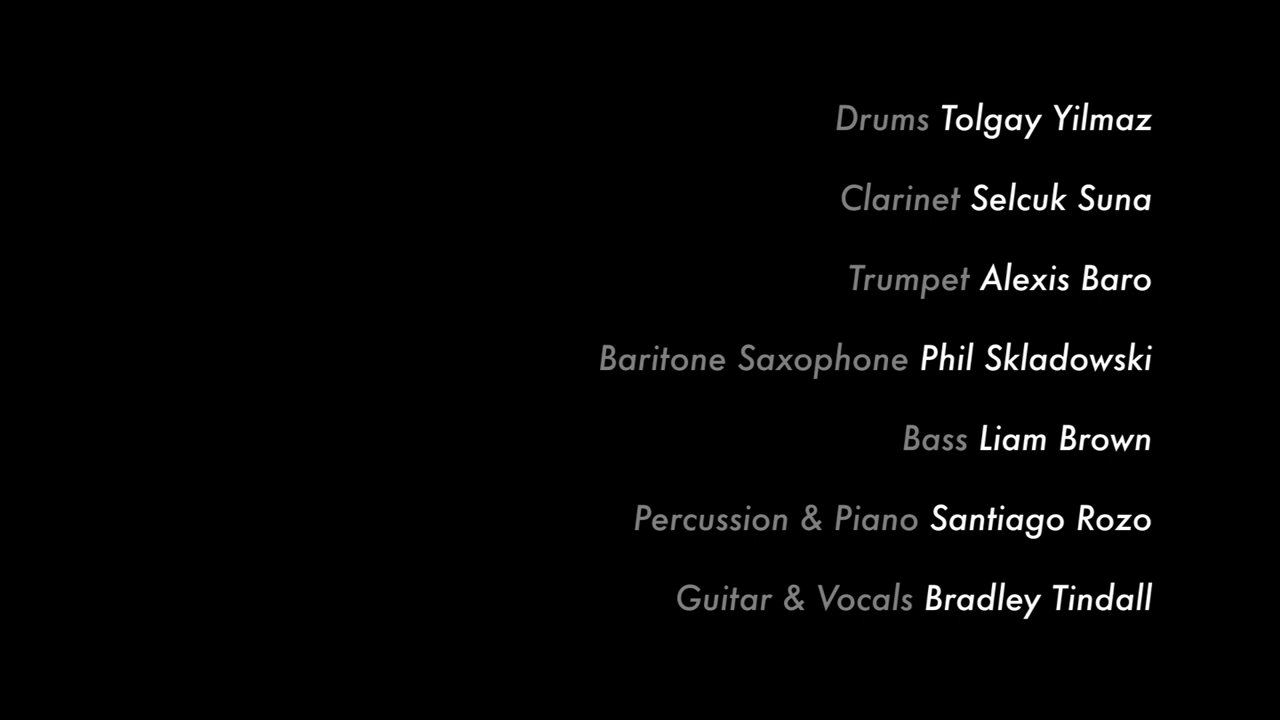 Drums Tolgay Yilmaz
Clarinet Selcuk Suna
Trumpet Alexis Baro
Baritone Saxophone Phil Skladowski
Bass Liam Brown
Percussion & Piano Santiago Rozo
Guitar & Vocals Bradley Tindall